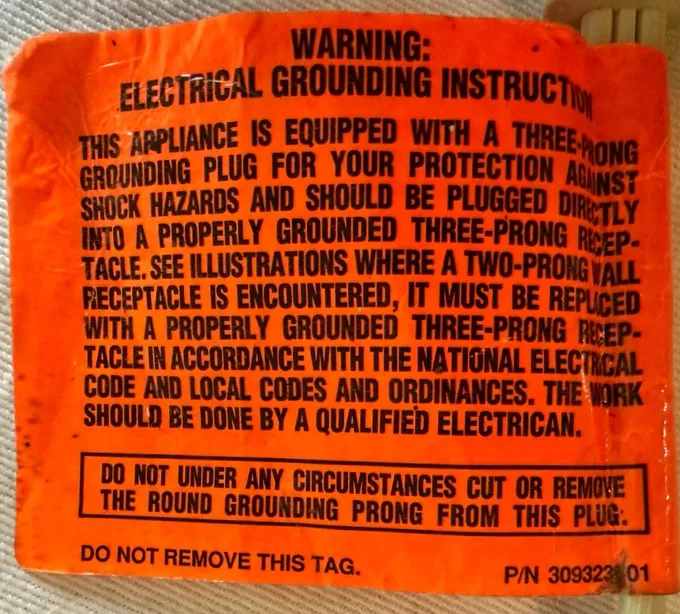 WARNING:
ELECTRICAL GROUNDING INSTRUCTION
THIS APPLIANCE IS EQUIPPED WITH A THREE-PRONG
GROUNDING PLUG FOR YOUR PROTECTION AGAINST
SHOCK HAZARDS AND SHOULD BE PLUGGED DIRECTLY
INTO A PROPERLY GROUNDED THREE-PRONG RECEP-
TACLE. SEE ILLUSTRATIONS WHERE A TWO-PRONG WALL
RECEPTACLE IS ENCOUNTERED, IT MUST BE REPLACED
WITH A PROPERLY GROUNDED THREE-PRONG RECEP-
TACLE IN ACCORDANCE WITH THE NATIONAL ELECTRICAL
CODE AND LOCAL CODES AND ORDINANCES. THE WORK
SHOULD BE DONE BY A QUALIFIED ELECTRICAN.
DO NOT UNDER ANY CIRCUMSTANCES CUT OR REMOVE
THE ROUND GROUNDING PRONG FROM THIS PLUG.
DO NOT REMOVE THIS TAG.
P/N